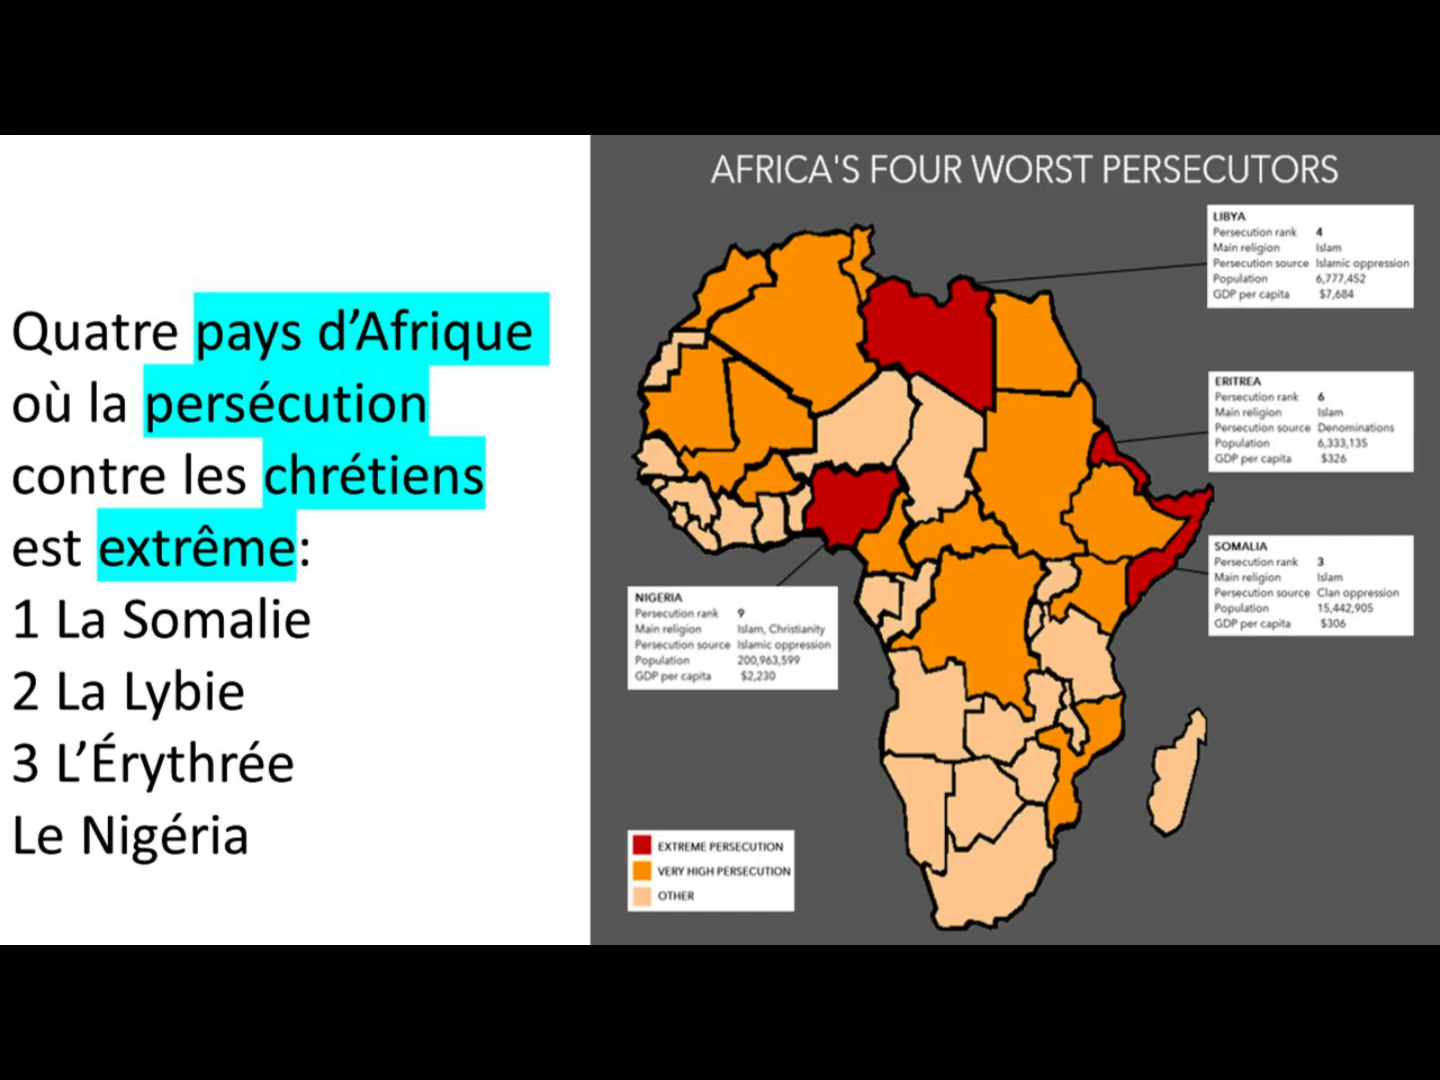 Quatre pays d’Afrique
où la persécution
contre les chrétiens
est extrême:
1 La Somalie
2 La Lybie
3 L’Érythrée
Le Nigéria
AFRICA'S FOUR WORST PERSECUTORS
LIBYA
Persecution rank 4
Main religion Islam
Persecution source Islamic oppression
Population 6,777,452
GDP per capita $7,684
ERITREA
Persecution rank 6
Main religion Islam
Persecution source Denominations
Population 6,333,135
GDP per capita $326
SOMALIA
Persecution rank 3
Main religion Islam
Persecution source Clan oppression
Population 15,442,905
GDP per capita $306
NIGERIA
Persecution rank 9
Main religion Islam, Christianity
Persecution source Islamic oppression
Population 200,963,599
GDP per capita $2,230
EXTREME PERSECUTION
VERY HIGH PERSECUTION
OTHER